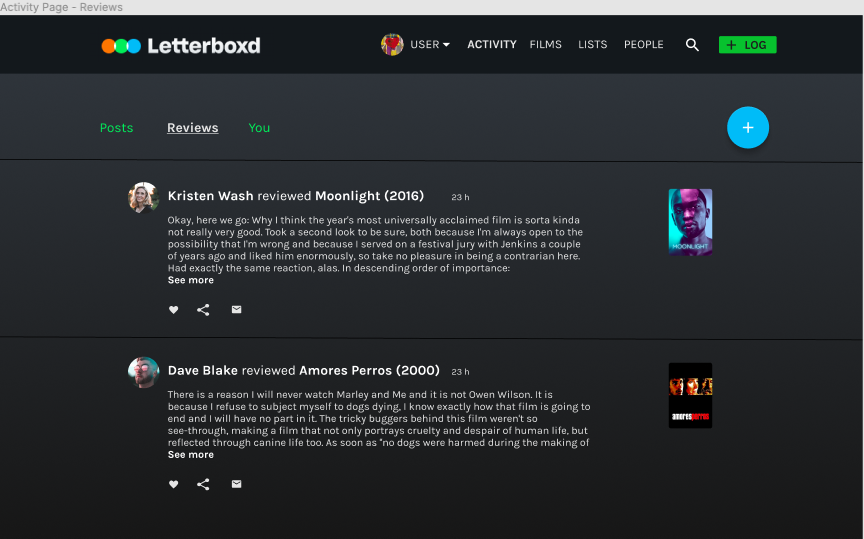 Activity Page - Reviews
Letterboxd
USER
ACTIVITY
FILMS
LISTS
PEOPLE
+ LOG
Posts
Reviews
You
+
Kristen Wash reviewed Moonlight (2016)
23 h
Okay, here we go: Why I think the year's most universally acclaimed film is sorta kinda
not really very good. Took a second look to be sure, both because I'm always open to the
possibility that I'm wrong and because I served on a festival jury with Jenkins a couple
of years ago and liked him enormously, so take no pleasure in being a contrarian here.
Had exactly the same reaction, alas. In descending order of importance:
See more
MOONLIGHT
Dave Blake reviewed Amores Perros (2000)
23 h
There is a reason I will never watch Marley and Me and it is not Owen Wilson. It is
because I refuse to subject myself to dogs dying, I know exactly how that film is going to
end and I will have no part in it. The tricky buggers behind this film weren't so
see-through, making a film that not only portrays cruelty and despair of human life, but
reflected through canine life too. As soon as "no dogs were harmed during the making of
See more
amoresperros